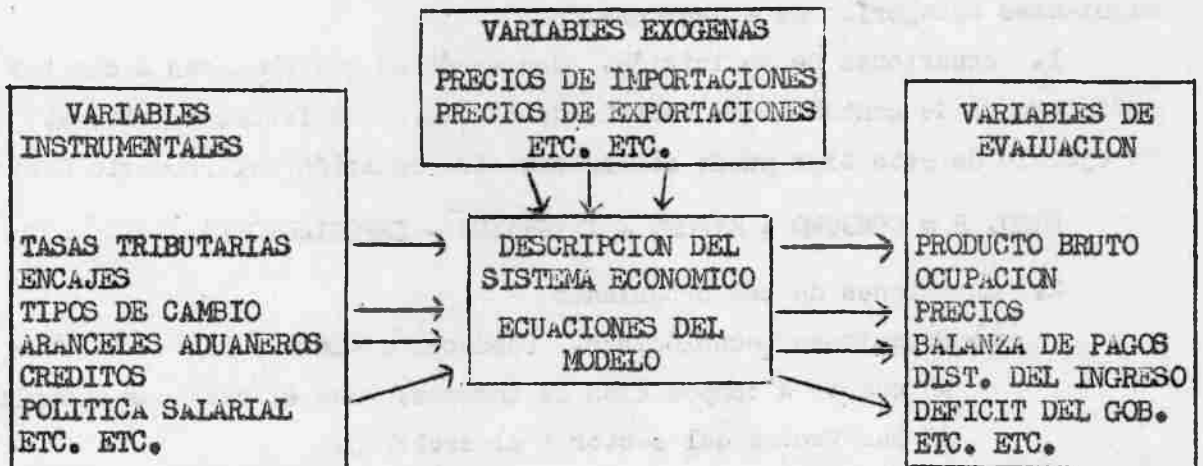 VARIABLES EXOGENAS
PRECIOS DE IMPORTACIONES
PRECIOS DE EXPORTACIONES
ETC. ETC.
VARIABLES
INSTRUMENTALES
TASAS TRIBUTARIAS
ENCAJES
TIPOS DE CAMBIO
ARANCELES ADUANEROS
CREDITOS
POLITICA SALARIAL
ETC. ETC.
DESCRIPCION DEL
SISTEMA ECONOMICO
ECUACIONES DEL
MODELO
VARIABLES DE
EVALUACION
PRODUCTO BRUTO
OCUPACION
PRECIOS
BALANZA DE PAGOS
DIST. DEL INGRESO
DEFICIT DEL GOB.
ETC. ETC.